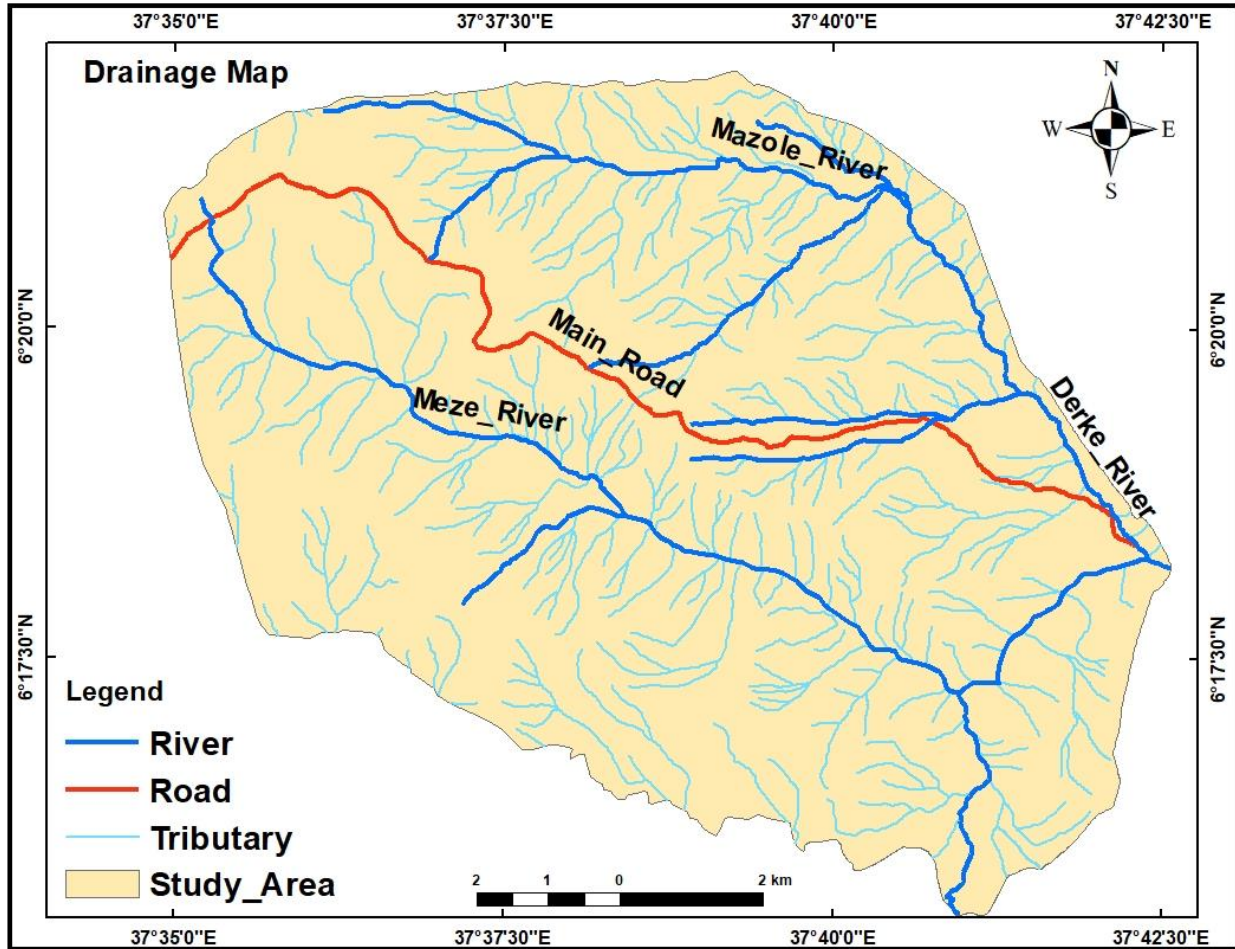 37°35'0"E 37°37'30"E 37°40'0"E 37°42'30"E
Drainage Map
N
W E
S
Mazole_River
6°20'0"N 6°20'0"N
Main_Road
Meze_River
Derke_River
6°17'30"N 6°17'30"N
Legend
River
Road
Tributary
Study_Area
2 1 0 2 km
37°35'0"E 37°37'30"E 37°40'0"E 37°42'30"E